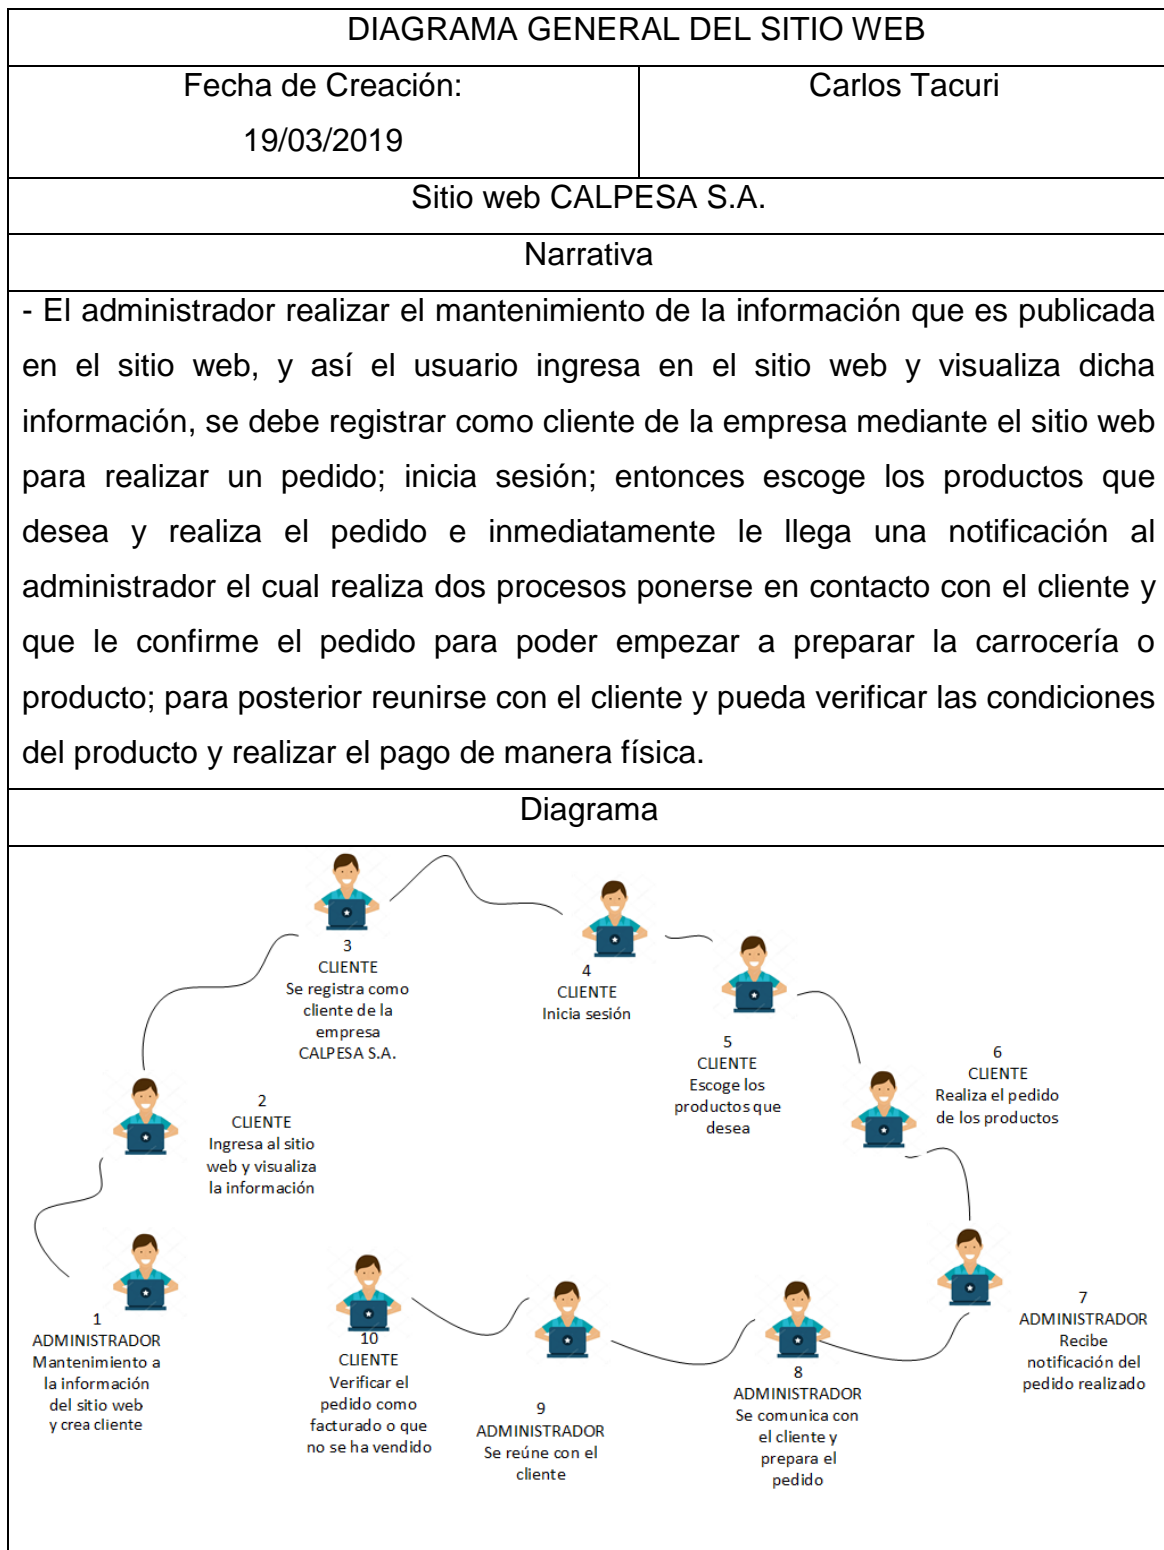 DIAGRAMA GENERAL DEL SITIO WEB
Fecha de Creación:
19/03/2019
Carlos Tacuri
Sitio web CALPESA S.A.
Narrativa
- El administrador realizar el mantenimiento de la información que es publicada
en el sitio web, y así el usuario ingresa en el sitio web y visualiza dicha
información, se debe registrar como cliente de la empresa mediante el sitio web
para realizar un pedido; inicia sesión; entonces escoge los productos que
desea y realiza el pedido e inmediatamente le llega una notificación al
administrador el cual realiza dos procesos ponerse en contacto con el cliente y
que le confirme el pedido para poder empezar a preparar la carrocería o
producto; para posterior reunirse con el cliente y pueda verificar las condiciones
del producto y realizar el pago de manera física.
Diagrama
1
ADMINISTRADOR
Mantenimiento a
la información
del sitio web
y crea cliente
2
CLIENTE
Ingresa al sitio
web y visualiza
la información
3
CLIENTE
Se registra como
cliente de la
empresa
CALPESA S.A.
4
CLIENTE
Inicia sesión
5
CLIENTE
Escoge los
productos que
desea
6
CLIENTE
Realiza el pedido
de los productos
7
ADMINISTRADOR
Recibe
notificación del
pedido realizado
8
ADMINISTRADOR
Se comunica con
el cliente y
prepara el
pedido
9
ADMINISTRADOR
Se reúne con el
cliente
10
CLIENTE
Verificar el
pedido como
facturado o que
no se ha vendido